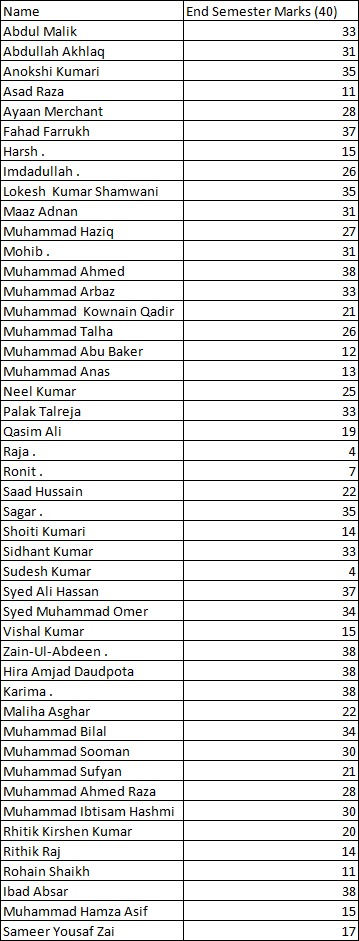 Name End Semester Marks (40)
Abdul Malik 33
Abdullah Akhlaq 31
Anokshi Kumari 35
Asad Raza 11
Ayaan Merchant 28
Fahad Farrukh 37
Harsh . 15
Imdadullah . 26
Lokesh  Kumar Shamwani 35
Maaz Adnan 31
Muhammad Haziq 27
Mohib . 31
Muhammad Ahmed 38
Muhammad Arbaz 33
Muhammad  Kownain Qadir 21
Muhammad Talha 26
Muhammad Abu Baker 12
Muhammad Anas 13
Neel Kumar 25
Palak Talreja 33
Qasim Ali 19
Raja . 4
Ronit . 7
Saad Hussain 22
Sagar . 35
Shoiti Kumari 14
Sidhant Kumar 33
Sudesh Kumar 4
Syed Ali Hassan 37
Syed Muhammad Omer 34
Vishal Kumar 15
Zain-Ul-Abdeen . 38
Hira Amjad Daudpota 38
Karima . 38
Maliha Asghar 22
Muhammad Bilal 34
Muhammad Sooman 30
Muhammad Sufyan 21
Muhammad Ahmed Raza 28
Muhammad Ibtisam Hashmi 30
Rhitik Kirshen Kumar 20
Rithik Raj 14
Rohain Shaikh 11
Ibad Absar 38
Muhammad Hamza Asif 15
Sameer Yousaf Zai 17